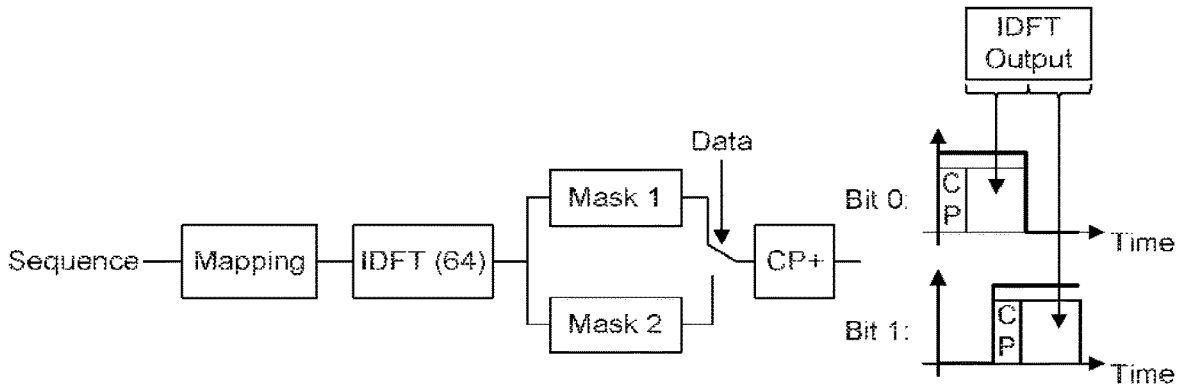 IDFT
Output
Data
Mask 1
Bit 0:
C
P
Time
Sequence
Mapping
IDFT (64)
CP+
Mask 2
Bit 1:
C
P
Time